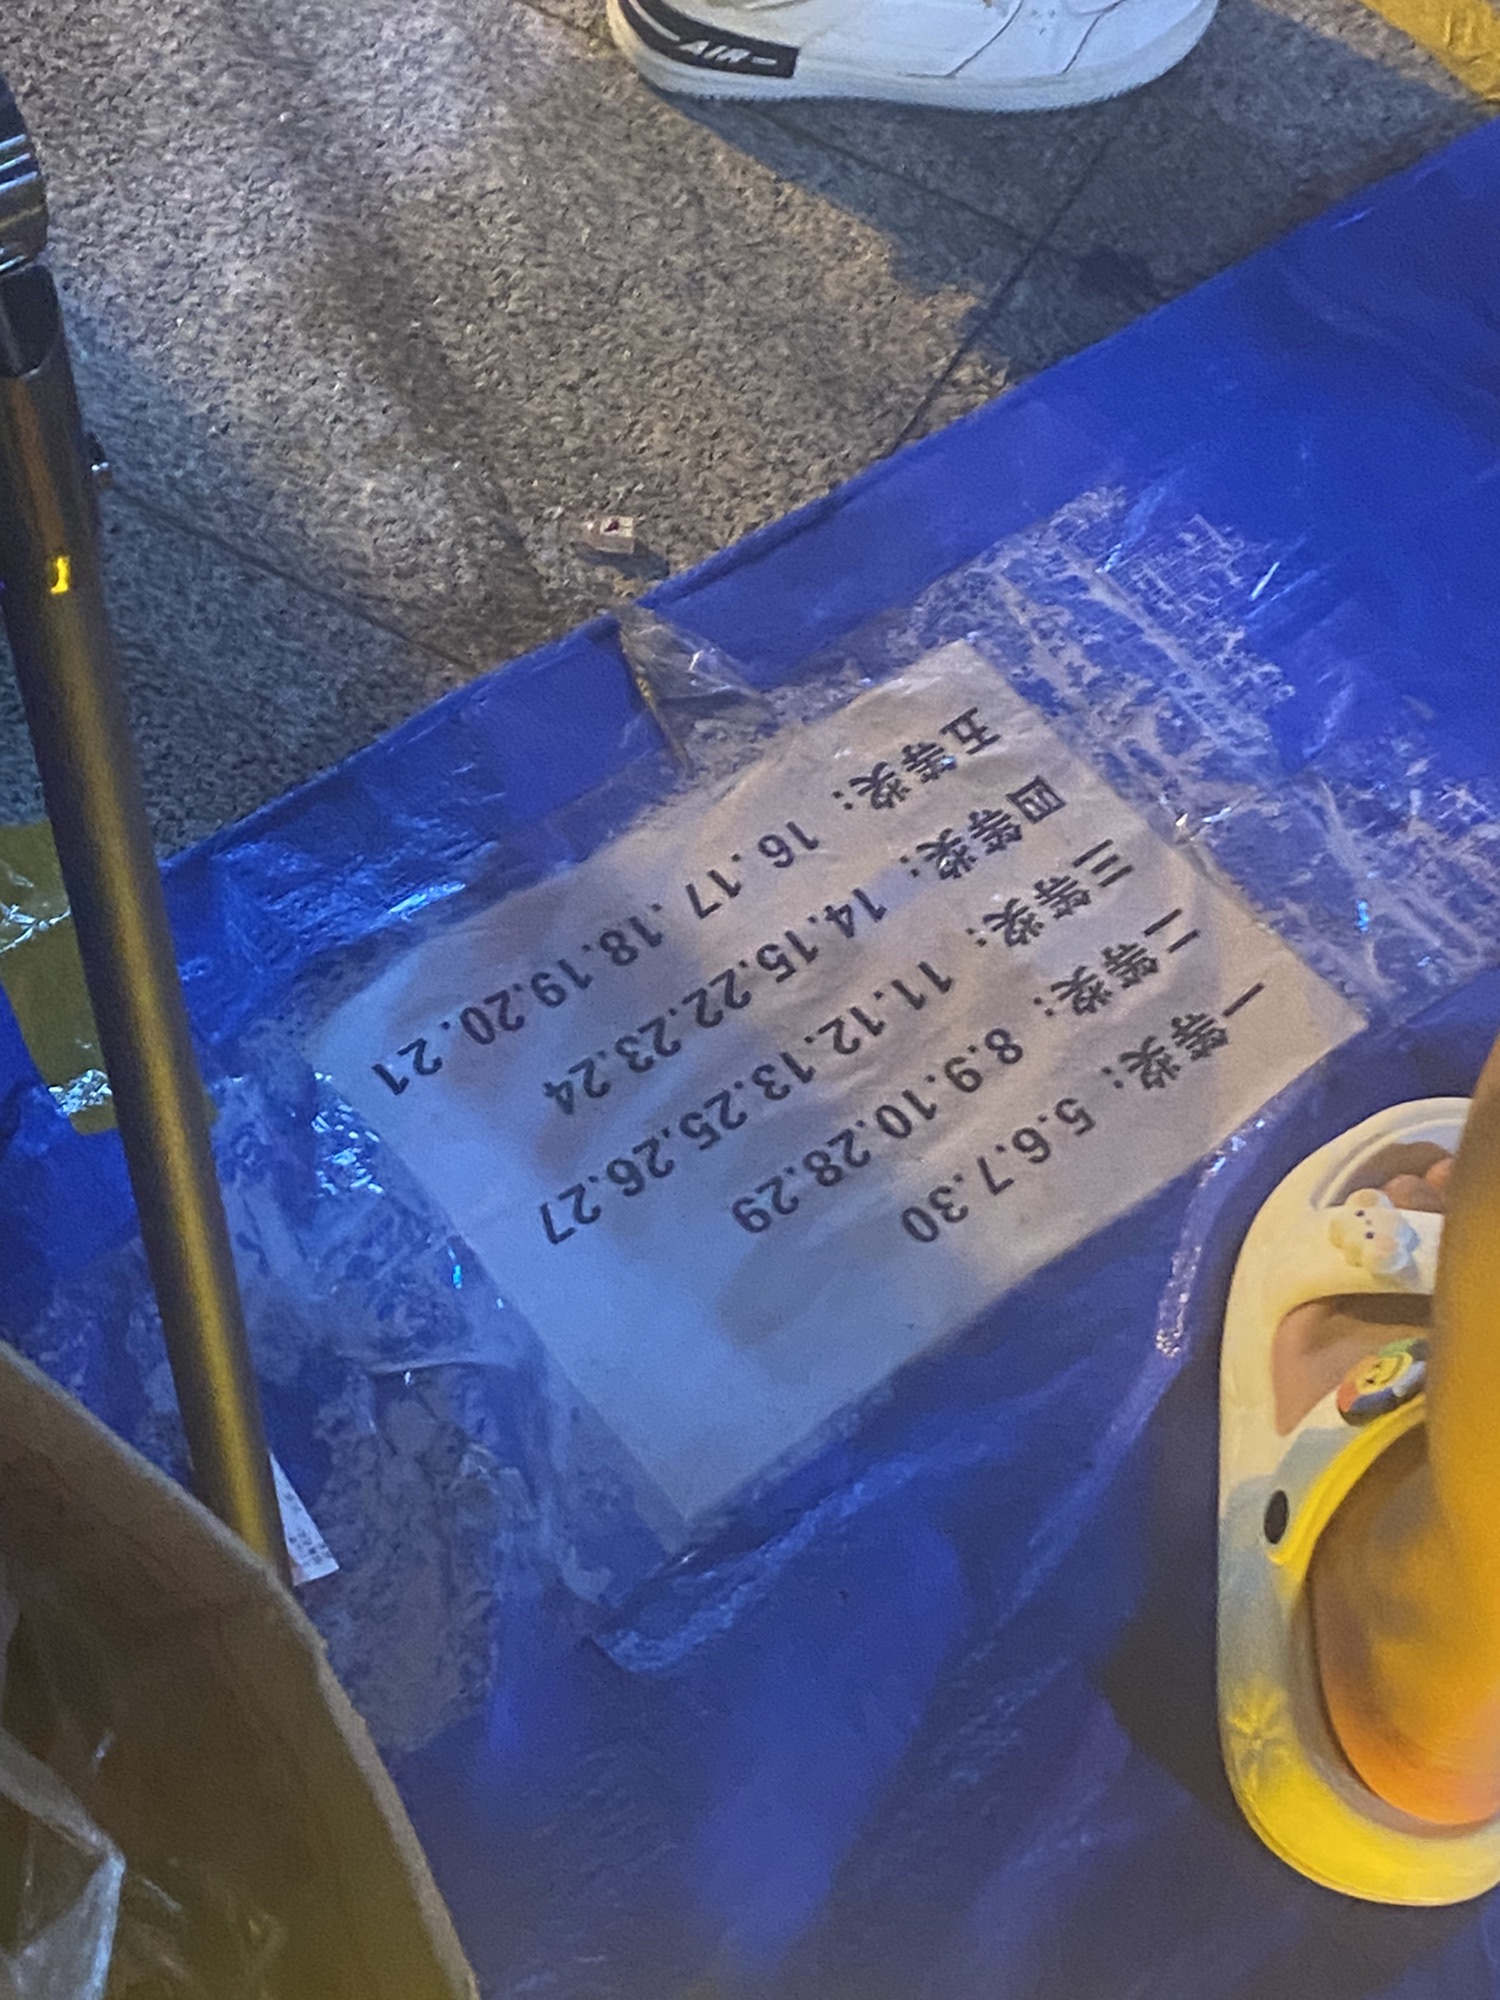 一等奖：5.6.7.30
二等奖：8.9.10.28.29
三等奖：11.12.13.25.26.27
四等奖：14.15.22.23.24
五等奖：16.17.18.19.20.21
-AIR-